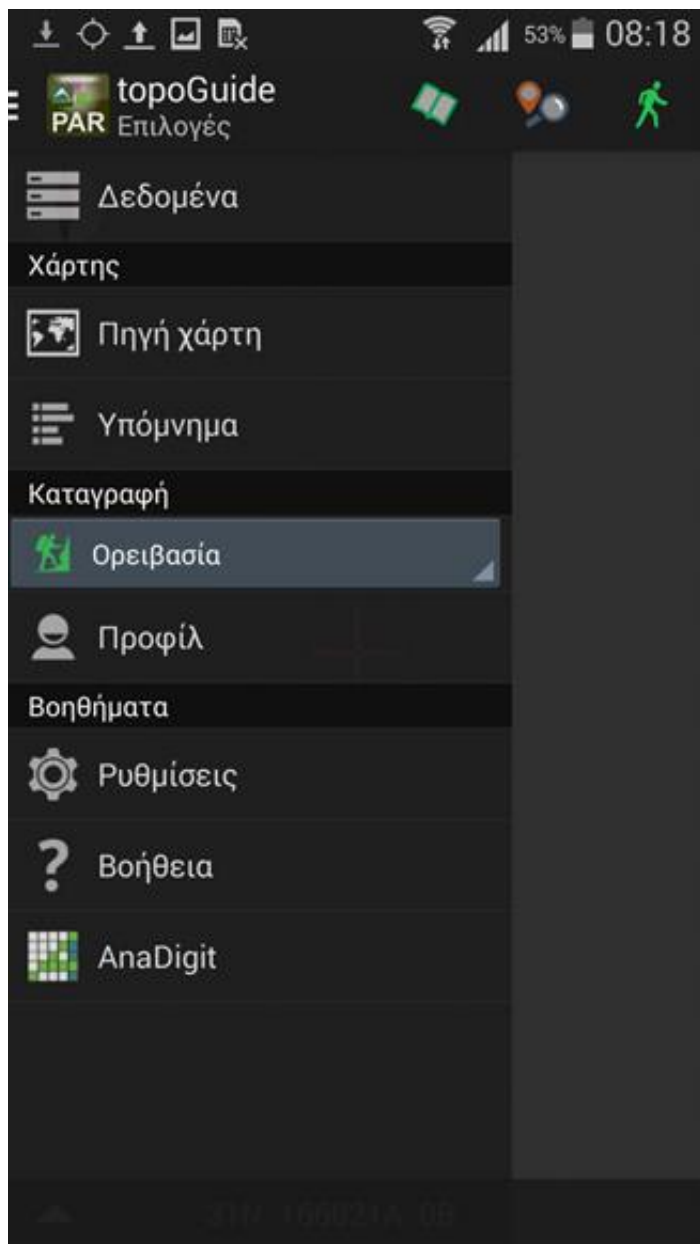 53% 08:18
topoGuide
PAR Επιλογές
Δεδομένα
Χάρτης
Πηγή χάρτη
Υπόμνημα
Καταγραφή
Ορειβασία
Προφίλ
Βοηθήματα
Ρυθμίσεις
? Βοήθεια
AnaDigit